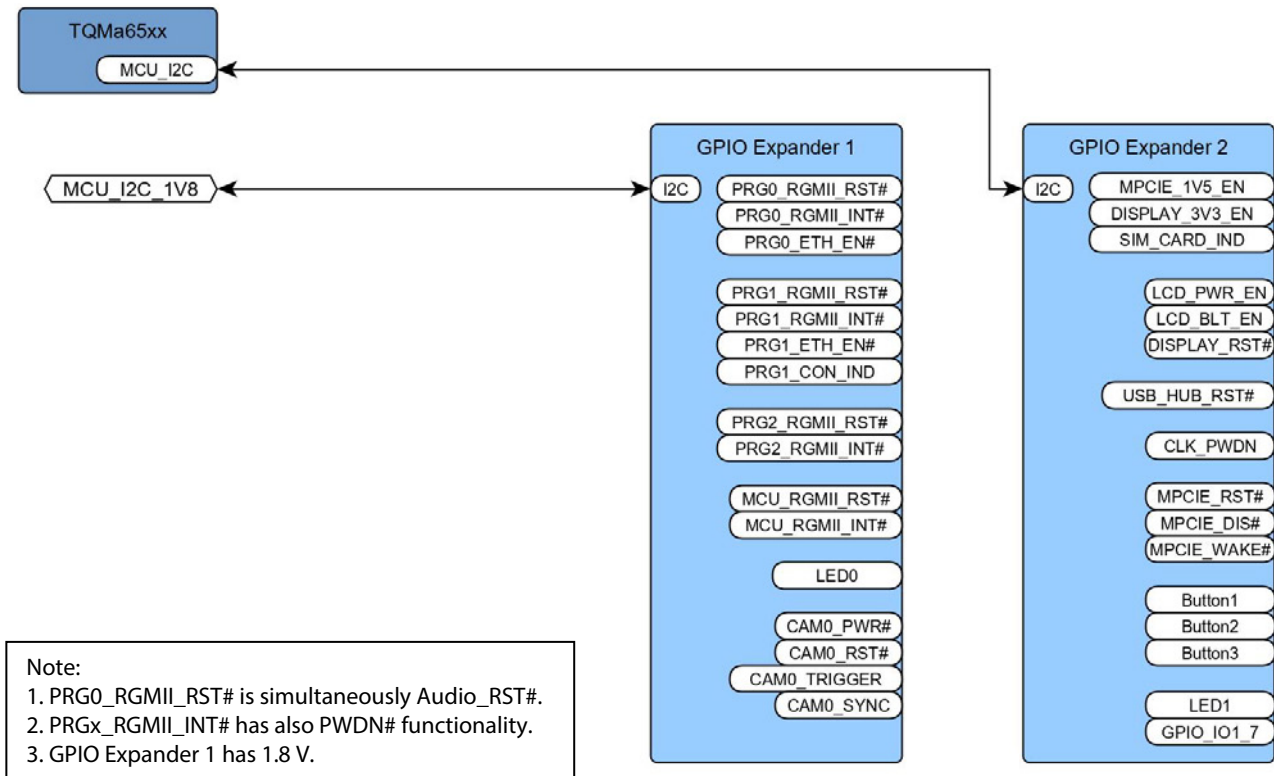 TQMa65xx
MCU_I2C
MCU_I2C_1V8
GPIO Expander 1
I2C
PRG0_RGMII_RST#
PRG0_RGMII_INT#
PRG0_ETH_EN#
PRG1_RGMII_RST#
PRG1_RGMII_INT#
PRG1_ETH_EN#
PRG1_CON_IND
PRG2_RGMII_RST#
PRG2_RGMII_INT#
MCU_RGMII_RST#
MCU_RGMII_INT#
LED0
CAM0_PWR#
CAM0_RST#
CAM0_TRIGGER
CAM0_SYNC
GPIO Expander 2
I2C
MPCIE_1V5_EN
DISPLAY_3V3_EN
SIM_CARD_IND
LCD_PWR_EN
LCD_BLT_EN
DISPLAY_RST#
USB_HUB_RST#
CLK_PWDN
MPCIE_RST#
MPCIE_DIS#
MPCIE_WAKE#
Button1
Button2
Button3
LED1
GPIO_IO1_7
Note:
1. PRG0_RGMII_RST# is simultaneously Audio_RST#.
2. PRGx_RGMII_INT# has also PWDN# functionality.
3. GPIO Expander 1 has 1.8 V.